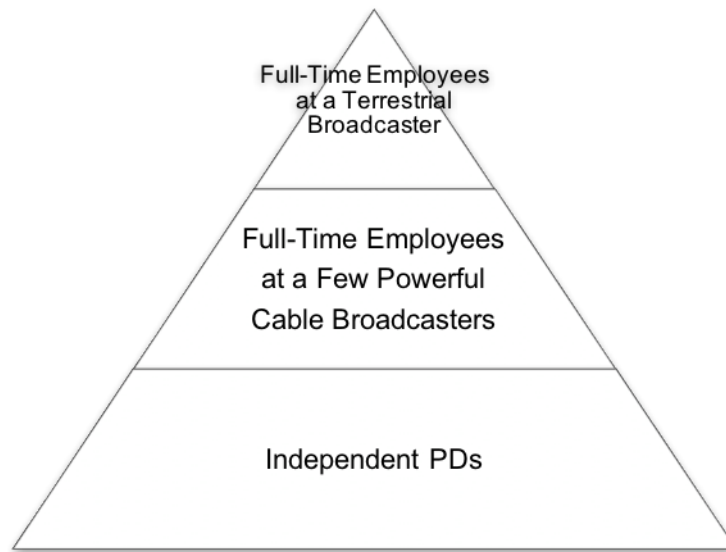 Full-Time Employees
at a Terrestrial
Broadcaster
Full-Time Employees
at a Few Powerful
Cable Broadcasters
Independent PDs